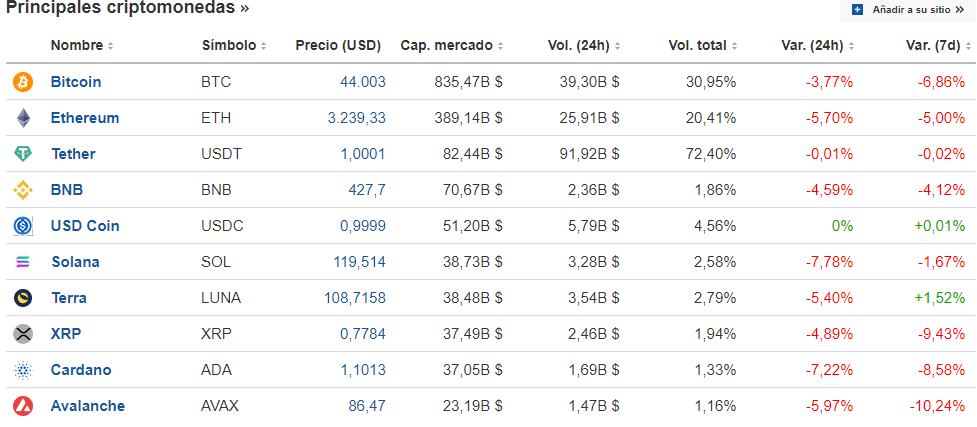 Principales criptomonedas »
Añadir a su sitio »
Nombre Símbolo Precio (USD) Cap. mercado Vol. (24h) Vol. total Var. (24h) Var. (7d)
Bitcoin BTC 44.003 835,47B $ 39,30B $ 30,95% -3,77% -6,86%
Ethereum ETH 3.239,33 389,14B $ 25,91B $ 20,41% -5,70% -5,00%
Tether USDT 1,0001 82,44B $ 91,92B $ 72,40% -0,01% -0,02%
BNB BNB 427,7 70,67B $ 2,36B $ 1,86% -4,59% -4,12%
USD Coin USDC 0,9999 51,20B $ 5,79B $ 4,56% 0% +0,01%
Solana SOL 119,514 38,73B $ 3,28B $ 2,58% -7,78% -1,67%
Terra LUNA 108,7158 38,48B $ 3,54B $ 2,79% -5,40% +1,52%
XRP XRP 0,7784 37,49B $ 2,46B $ 1,94% -4,89% -9,43%
Cardano ADA 1,1013 37,05B $ 1,69B $ 1,33% -7,22% -8,58%
Avalanche AVAX 86,47 23,19B $ 1,47B $ 1,16% -5,97% -10,24%